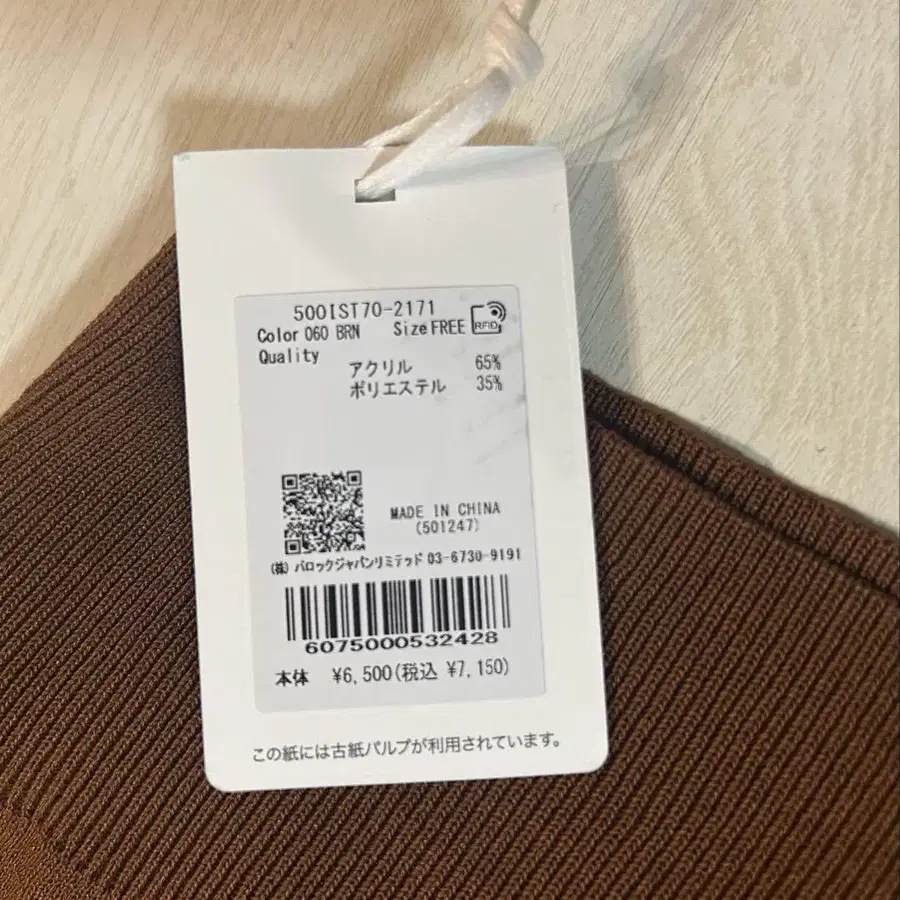 500IST70-2171
Color 060 BRN Size FREE RFID
Quality
アクリル 65%
ポリエステル 35%
MADE IN CHINA
(501247)
(株) バロックジャパンリミテッド 03-6730-9191
6075000532428
本体 ¥6,500(税込 ¥7,150)
この紙には古紙パルプが利用されています。